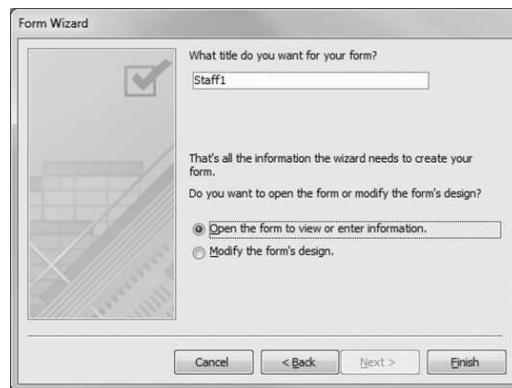 Form Wizard
What title do you want for your form?
Staff1
That's all the information the wizard needs to create your
form.
Do you want to open the form or modify the form's design?
Open the form to view or enter information.
Modify the form's design.
Cancel
< Back
Next >
Finish